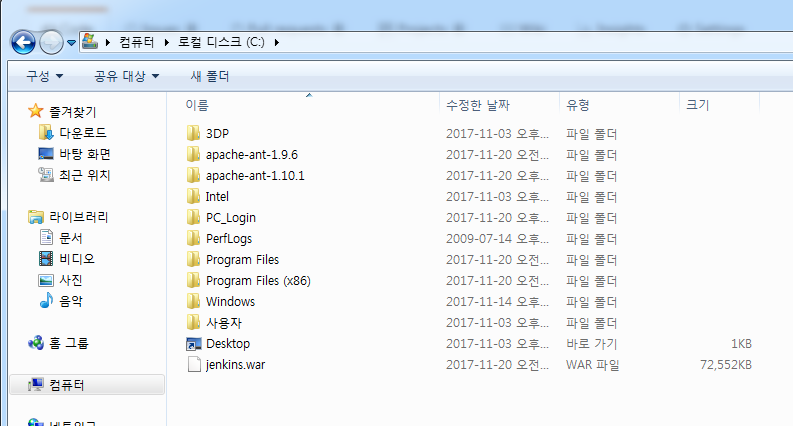 컴퓨터 로컬 디스크 (C:)
구성 공유 대상 새 폴더
이름 수정한 날짜 유형 크기
즐겨찾기
다운로드
바탕 화면
최근 위치
라이브러리
문서
비디오
사진
음악
홈 그룹
컴퓨터
3DP 2017-11-03 오후... 파일 폴더
apache-ant-1.9.6 2017-11-20 오전... 파일 폴더
apache-ant-1.10.1 2017-11-20 오후... 파일 폴더
Intel 2017-11-03 오후... 파일 폴더
PC_Login 2017-11-20 오후... 파일 폴더
PerfLogs 2009-07-14 오후... 파일 폴더
Program Files 2017-11-20 오전... 파일 폴더
Program Files (x86) 2017-11-20 오전... 파일 폴더
Windows 2017-11-14 오후... 파일 폴더
사용자 2017-11-03 오후... 파일 폴더
Desktop 2017-11-03 오후... 바로 가기 1KB
jenkins.war 2017-11-20 오전... WAR 파일 72,552KB